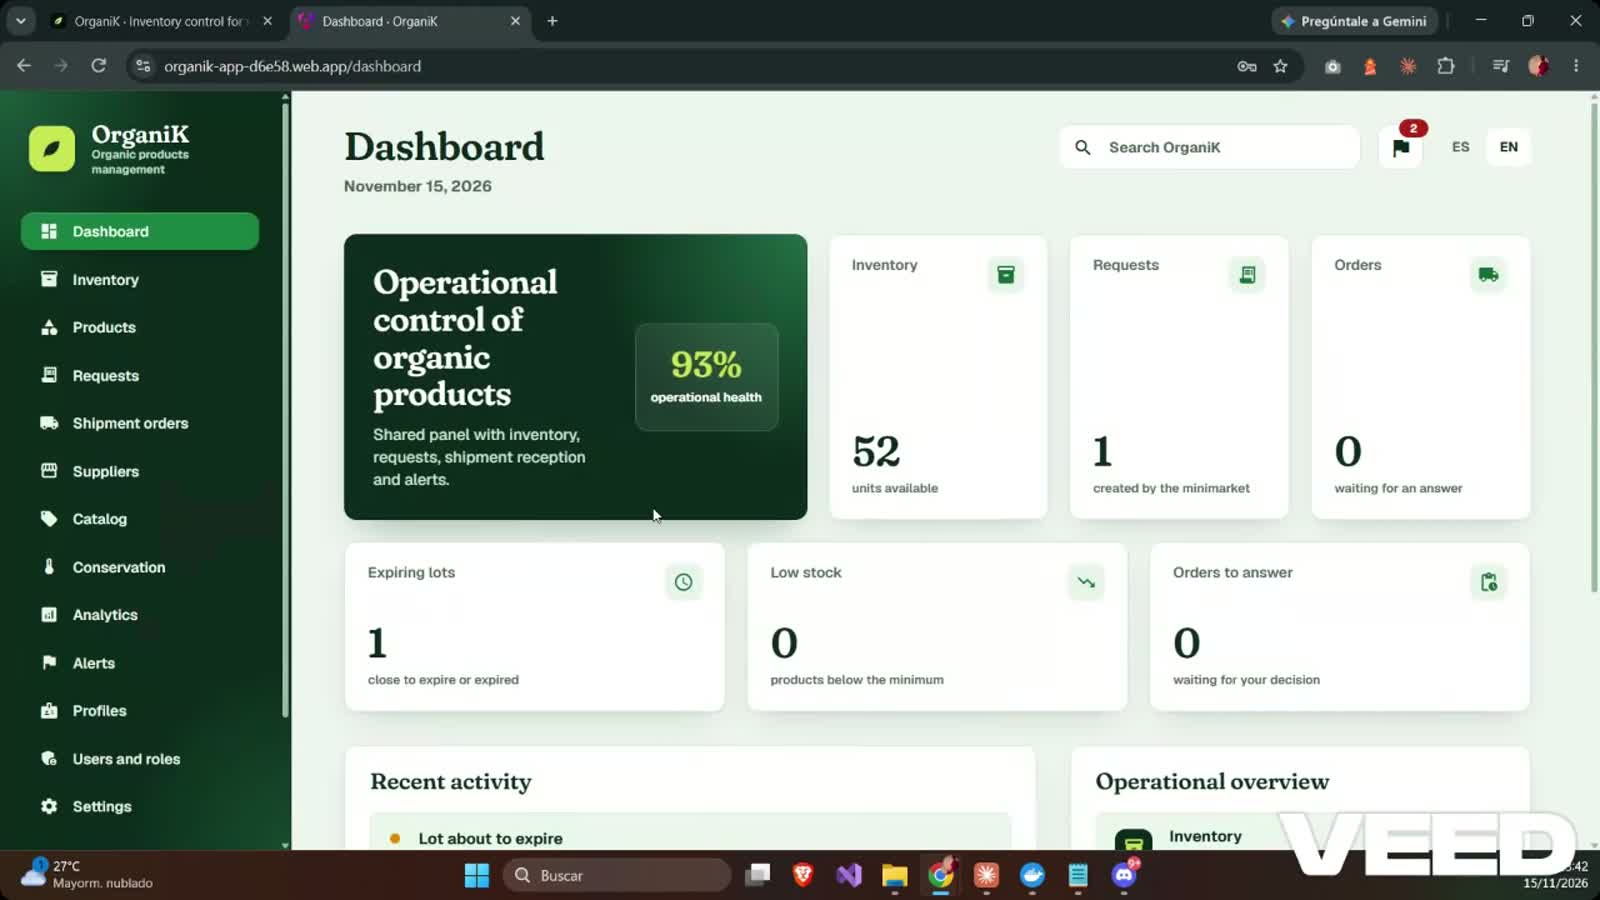 OrganiK · Inventory control for
Dashboard · OrganiK
Pregúntale a Gemini
organik-app-d6e58.web.app/dashboard
OrganiK
Organic products
management
Dashboard
Inventory
Products
Requests
Shipment orders
Suppliers
Catalog
Conservation
Analytics
Alerts
Profiles
Users and roles
Settings
Dashboard
November 15, 2026
Search OrganiK
2
ES
EN
Operational
control of
organic
products
Shared panel with inventory,
requests, shipment reception
and alerts.
93%
operational health
Inventory
52
units available
Requests
1
created by the minimarket
Orders
0
waiting for an answer
Expiring lots
1
close to expire or expired
Low stock
0
products below the minimum
Orders to answer
0
waiting for your decision
Recent activity
Lot about to expire
Operational overview
Inventory
VEED
1
27°C
Mayorm. nublado
Buscar
9+
15/11/2026